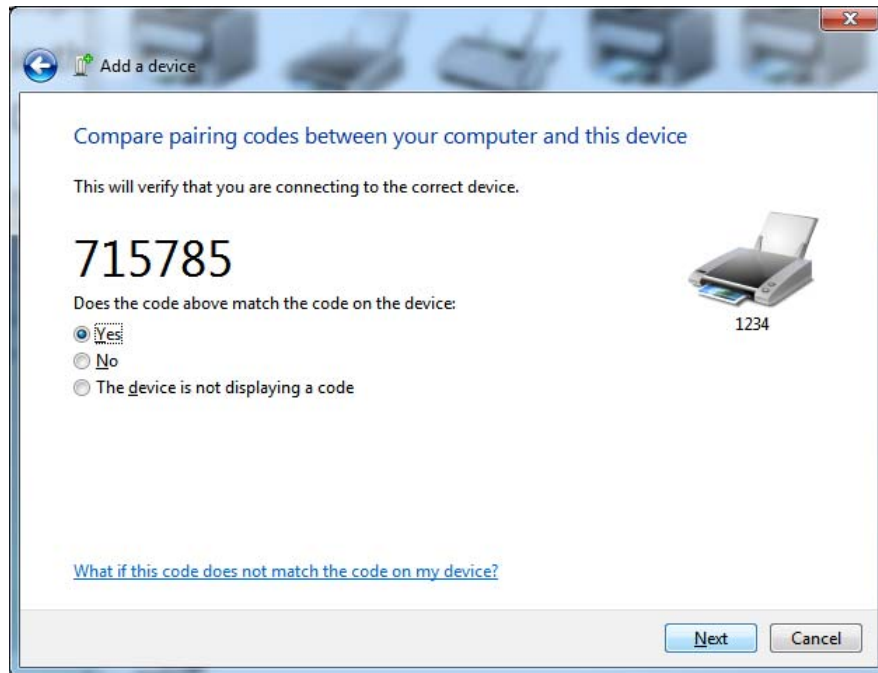 Add a device
Compare pairing codes between your computer and this device
This will verify that you are connecting to the correct device.
715785
Does the code above match the code on the device:
Yes
No
The device is not displaying a code
1234
What if this code does not match the code on my device?
Next
Cancel